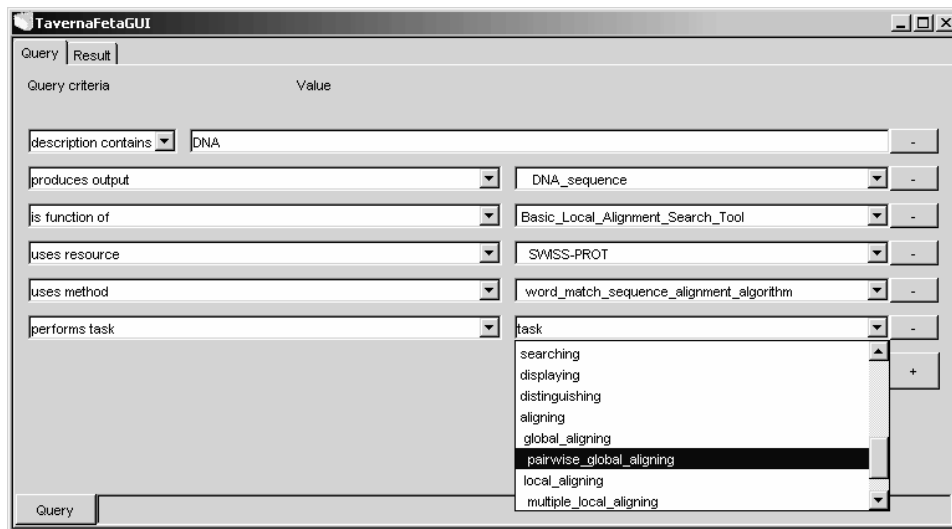 TavernaFetaGUI
Query Result
Query criteria Value
description contains DNA -
produces output DNA_sequence -
is function of Basic_Local_Alignment_Search_Tool -
uses resource SWISS-PROT -
uses method word_match_sequence_alignment_algorithm -
performs task task -
searching
displaying
distinguishing
aligning
global_aligning
pairwise_global_aligning
local_aligning
multiple_local_aligning
+
Query